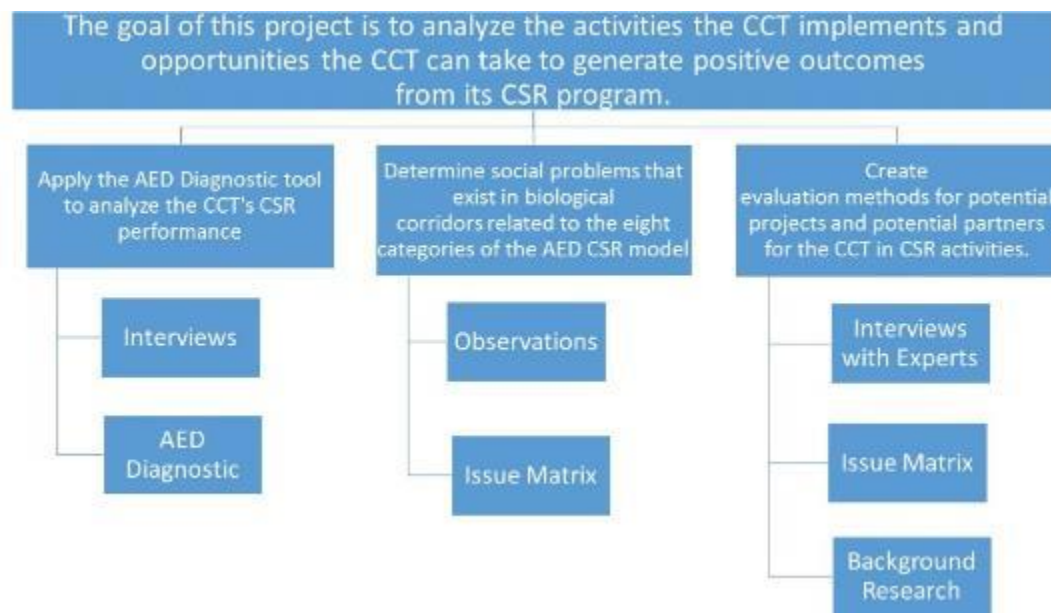 The goal of this project is to analyze the activities the CCT implements and
opportunities the CCT can take to generate positive outcomes
from its CSR program.
Apply the AED Diagnostic tool
to analyze the CCT's CSR
performance
Interviews
AED
Diagnostic
Determine social problems that
exist in biological
corridors related to the eight
categories of the AED CSR model
Observations
Issue Matrix
Create
evaluation methods for potential
projects and potential partners
for the CCT in CSR activities.
Interviews
with Experts
Issue Matrix
Background
Research